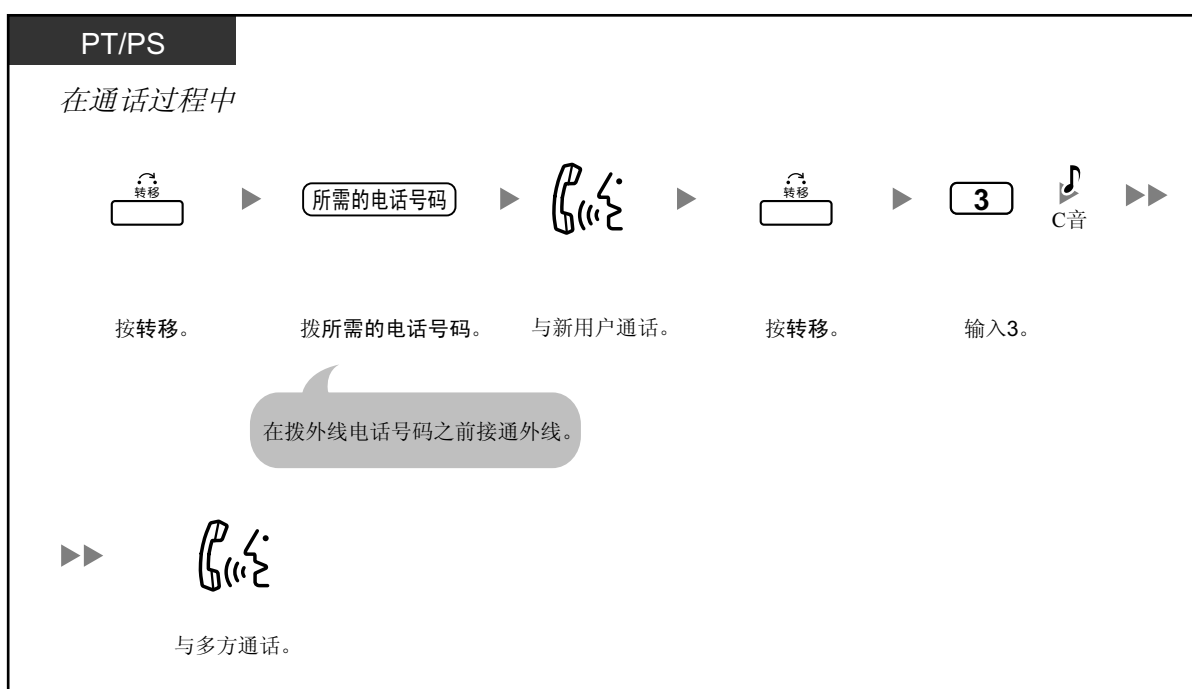 PT/PS
在通话过程中
转移
所需的电话号码
转移
3
C音
按转移。
拨所需的电话号码。
与新用户通话。
按转移。
输入3。
在拨外线电话号码之前接通外线。
与多方通话。